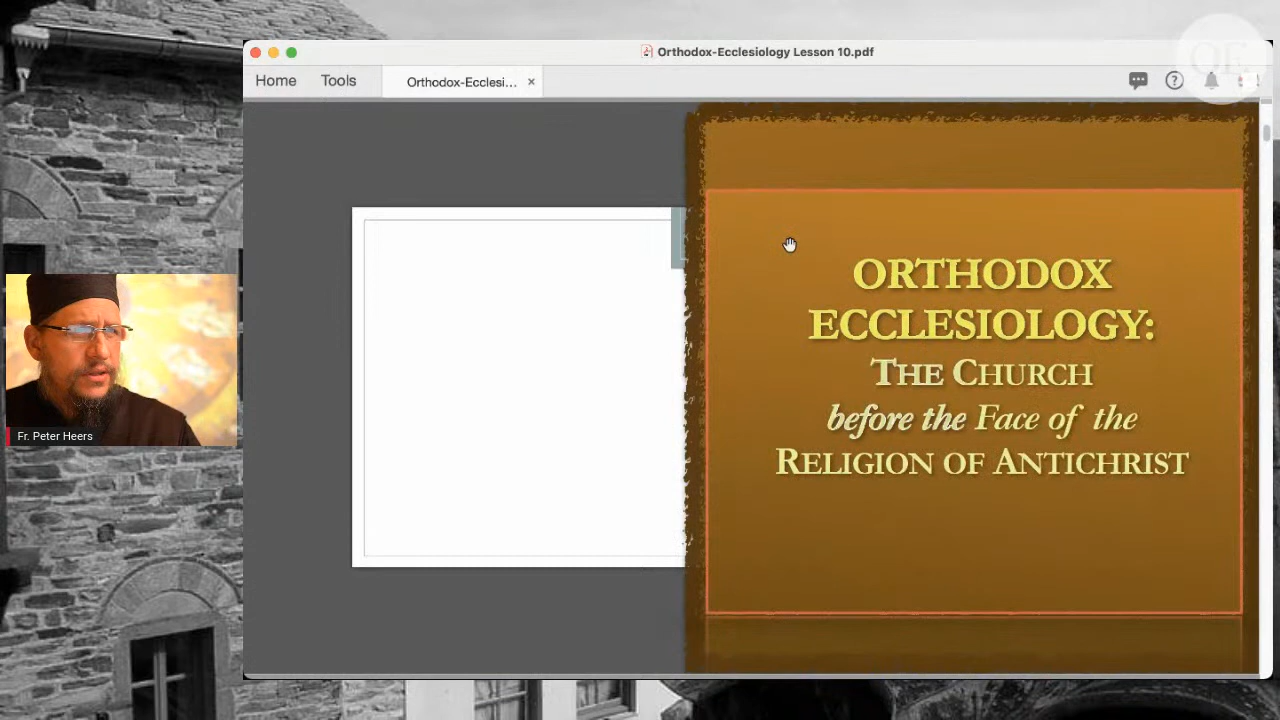 Orthodox-Ecclesiology Lesson 10.pdf
Home
Tools
Orthodox-Ecclesi...
OE
ORTHODOX
ECCLESIOLOGY:
THE CHURCH
before the Face of the
RELIGION OF ANTICHRIST
Fr. Peter Heers